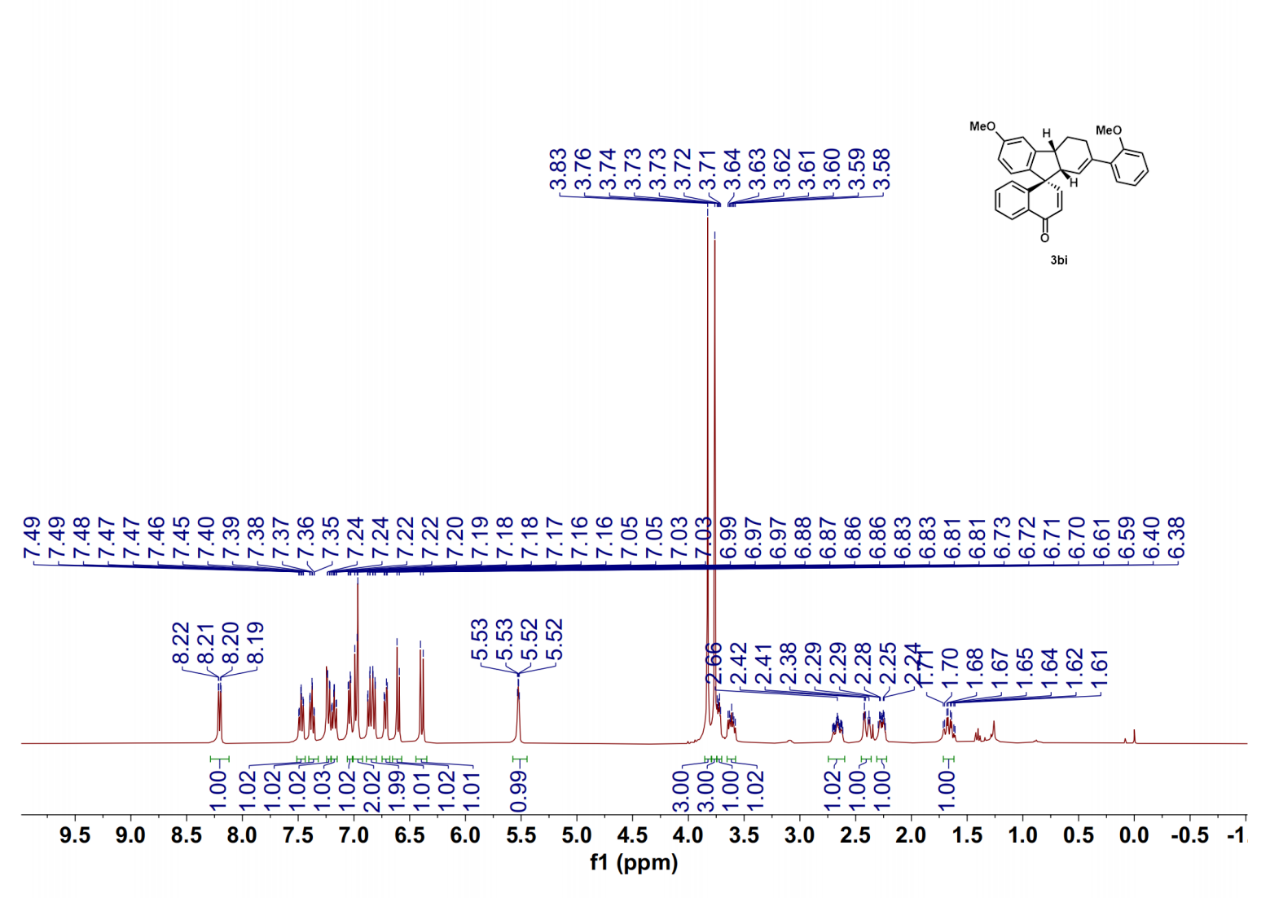 3.83 3.76 3.74 3.73 3.73 3.72 3.71 3.64 3.63 3.62 3.61 3.60 3.59 3.58
MeO H MeO
H
O
3bi
7.49 7.49 7.48 7.47 7.47 7.46 7.45 7.40 7.39 7.38 7.37 7.36 7.35 7.24 7.24 7.22 7.22 7.20 7.19 7.18 7.18 7.17 7.16 7.16 7.05 7.05 7.03 7.03 6.99 6.97 6.97 6.88 6.87 6.86 6.86 6.83 6.83 6.81 6.81 6.73 6.72 6.71 6.70 6.61 6.59 6.40 6.38
8.22 8.21 8.20 8.19
5.53 5.53 5.52 5.52
2.66 2.42 2.41 2.38 2.29 2.29 2.28 2.25 2.24 1.71 1.70 1.68 1.67 1.65 1.64 1.62 1.61
1.00 1.02 1.02 1.02 1.03 1.02 2.02 1.99 1.01 1.02 1.01 0.99 3.00 3.00 1.00 1.02 1.02 1.00 1.00 1.00
9.5 9.0 8.5 8.0 7.5 7.0 6.5 6.0 5.5 5.0 4.5 4.0 3.5 3.0 2.5 2.0 1.5 1.0 0.5 0.0 -0.5 -1.
f1 (ppm)